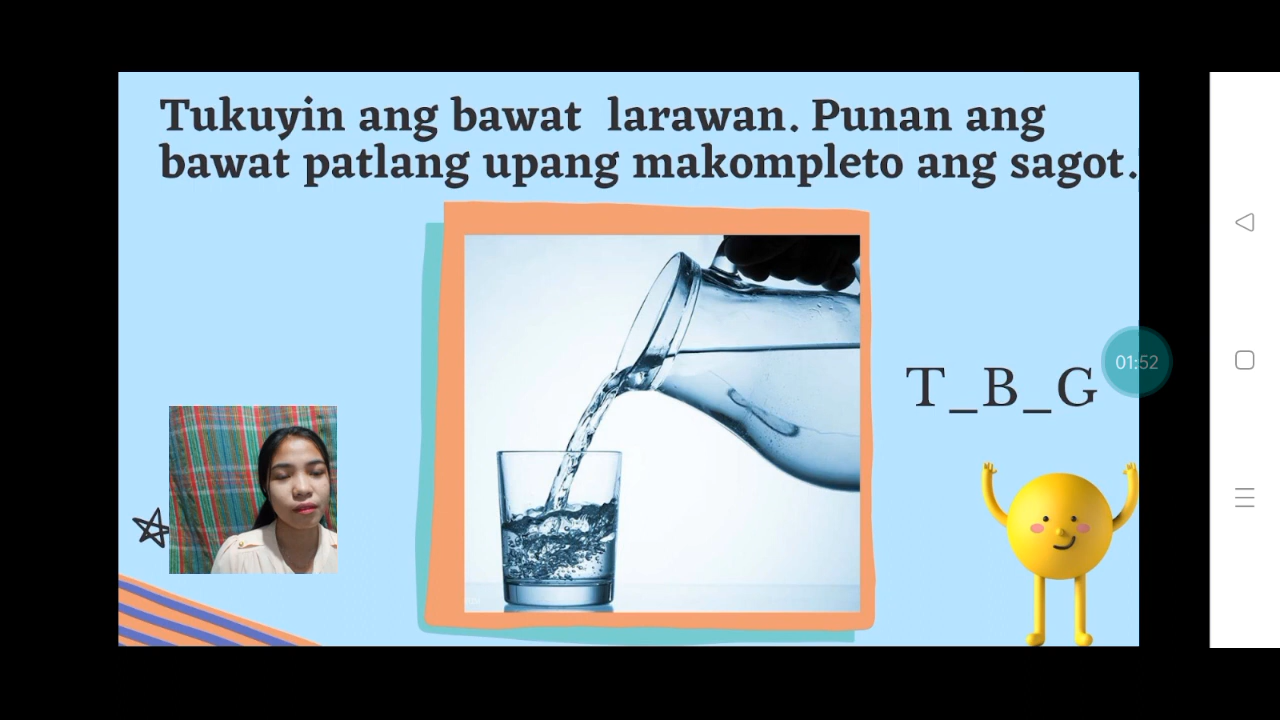 Tukuyin ang bawat larawan. Punan ang
bawat patlang upang makompleto ang sagot.
T_B_G
01:52